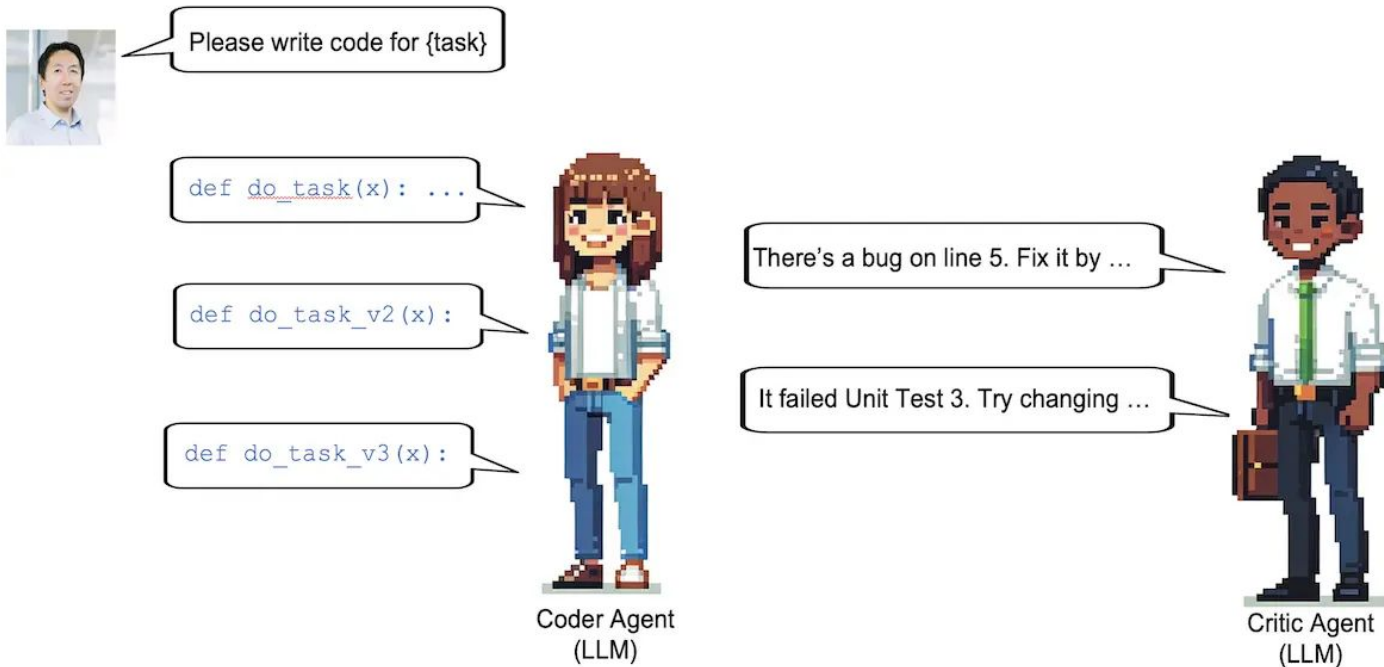 Please write code for {task}
def do_task(x): ...
There’s a bug on line 5. Fix it by …
def do_task_v2(x):
It failed Unit Test 3. Try changing …
def do_task_v3(x):
Coder Agent
(LLM)
Critic Agent
(LLM)